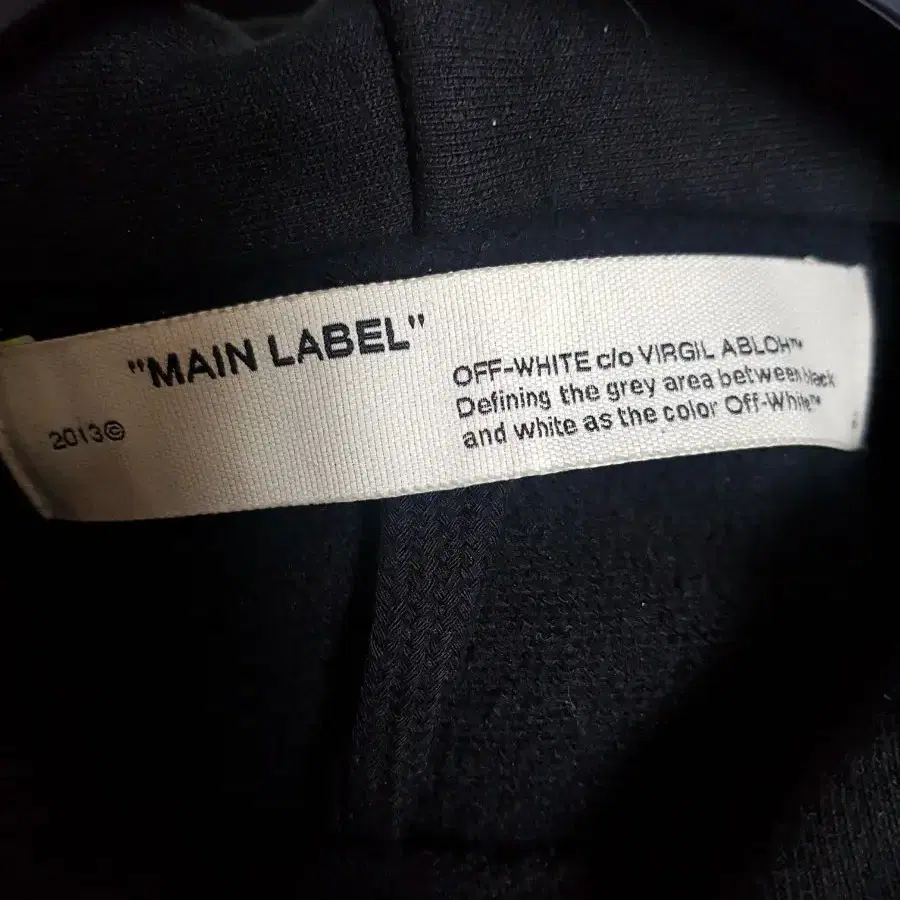 "MAIN LABEL"
2013©
OFF-WHITE c/o VIRGIL ABLOH™
Defining the grey area between black
and white as the color Off-White™